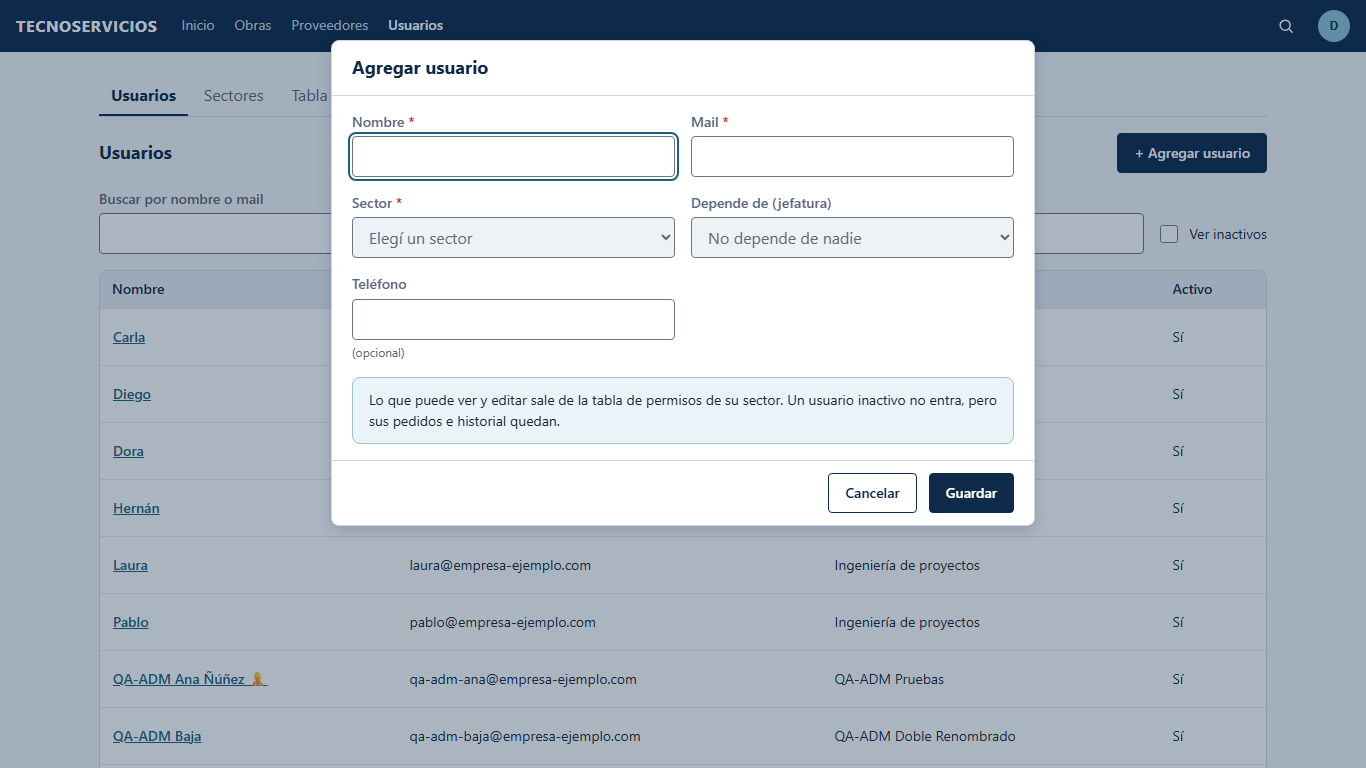 TECNOSERVICIOS Inicio Obras Proveedores Usuarios D
Agregar usuario
Usuarios Sectores Tabla
Nombre * Mail *
Usuarios + Agregar usuario
Sector * Depende de (jefatura)
Buscar por nombre o mail
Elegí un sector No depende de nadie Ver inactivos
Teléfono
Nombre Activo
Carla Sí
(opcional)
Lo que puede ver y editar sale de la tabla de permisos de su sector. Un usuario inactivo no entra, pero
sus pedidos e historial quedan.
Diego Sí
Dora Sí
Cancelar Guardar
Hernán Sí
Laura laura@empresa-ejemplo.com Ingeniería de proyectos Sí
Pablo pablo@empresa-ejemplo.com Ingeniería de proyectos Sí
QA-ADM Ana Ñúñez qa-adm-ana@empresa-ejemplo.com QA-ADM Pruebas Sí
QA-ADM Baja qa-adm-baja@empresa-ejemplo.com QA-ADM Doble Renombrado Sí